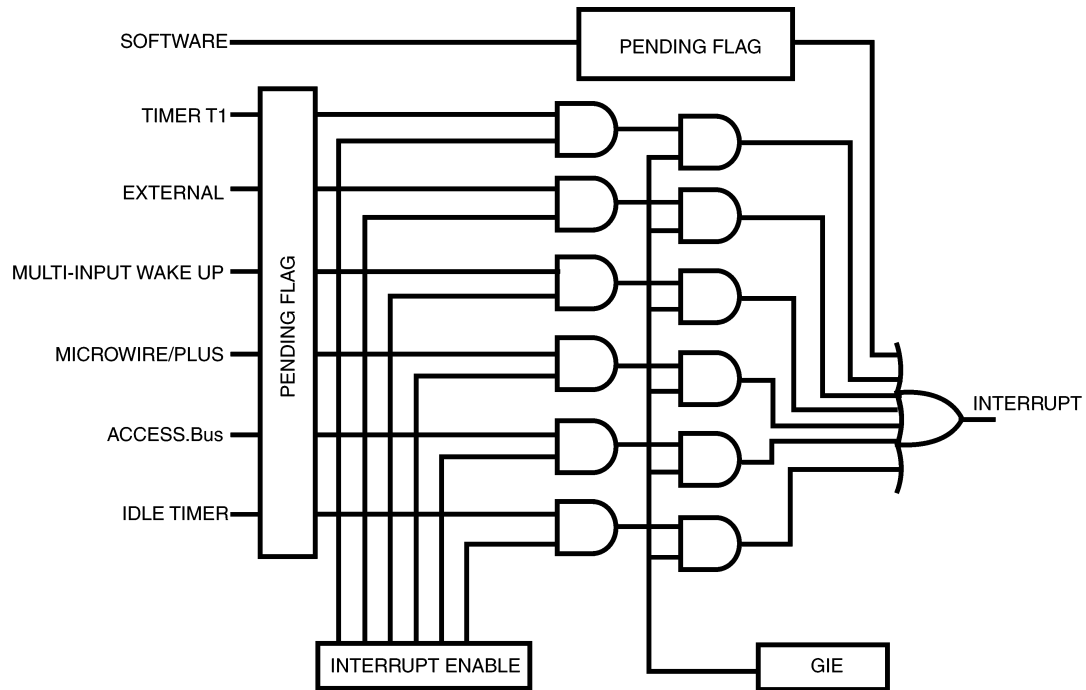 SOFTWARE
PENDING FLAG
TIMER T1
EXTERNAL
MULTI-INPUT WAKE UP
MICROWIRE/PLUS
ACCESS.Bus
IDLE TIMER
PENDING FLAG
INTERRUPT
INTERRUPT ENABLE
GIE